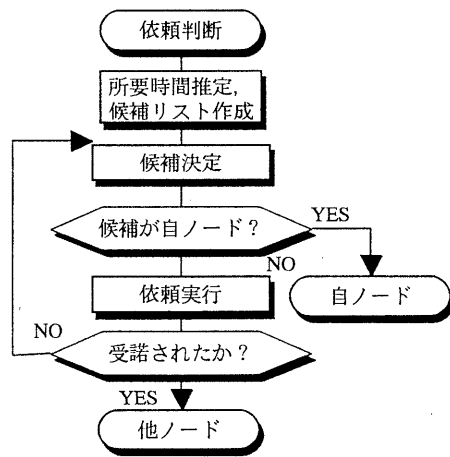 依頼判断
所要時間推定,
候補リスト作成
候補決定
候補が自ノード？
YES
NO
依頼実行
自ノード
NO
受諾されたか？
YES
他ノード